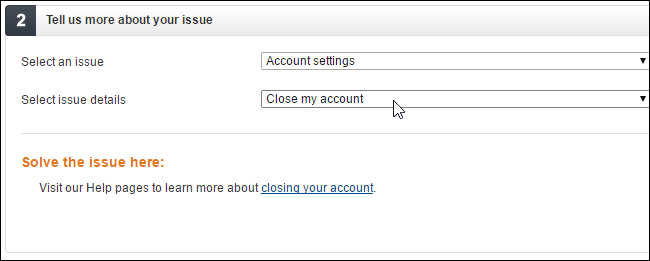 2 Tell us more about your issue
Select an issue Account settings
Select issue details Close my account
Solve the issue here:
Visit our Help pages to learn more about closing your account.